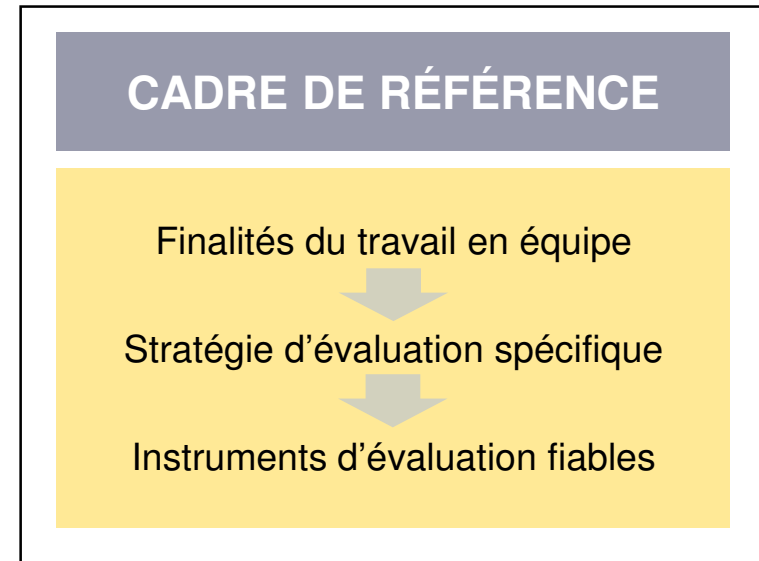 CADRE DE RÉFÉRENCE
Finalités du travail en équipe
Stratégie d’évaluation spécifique
Instruments d’évaluation fiables